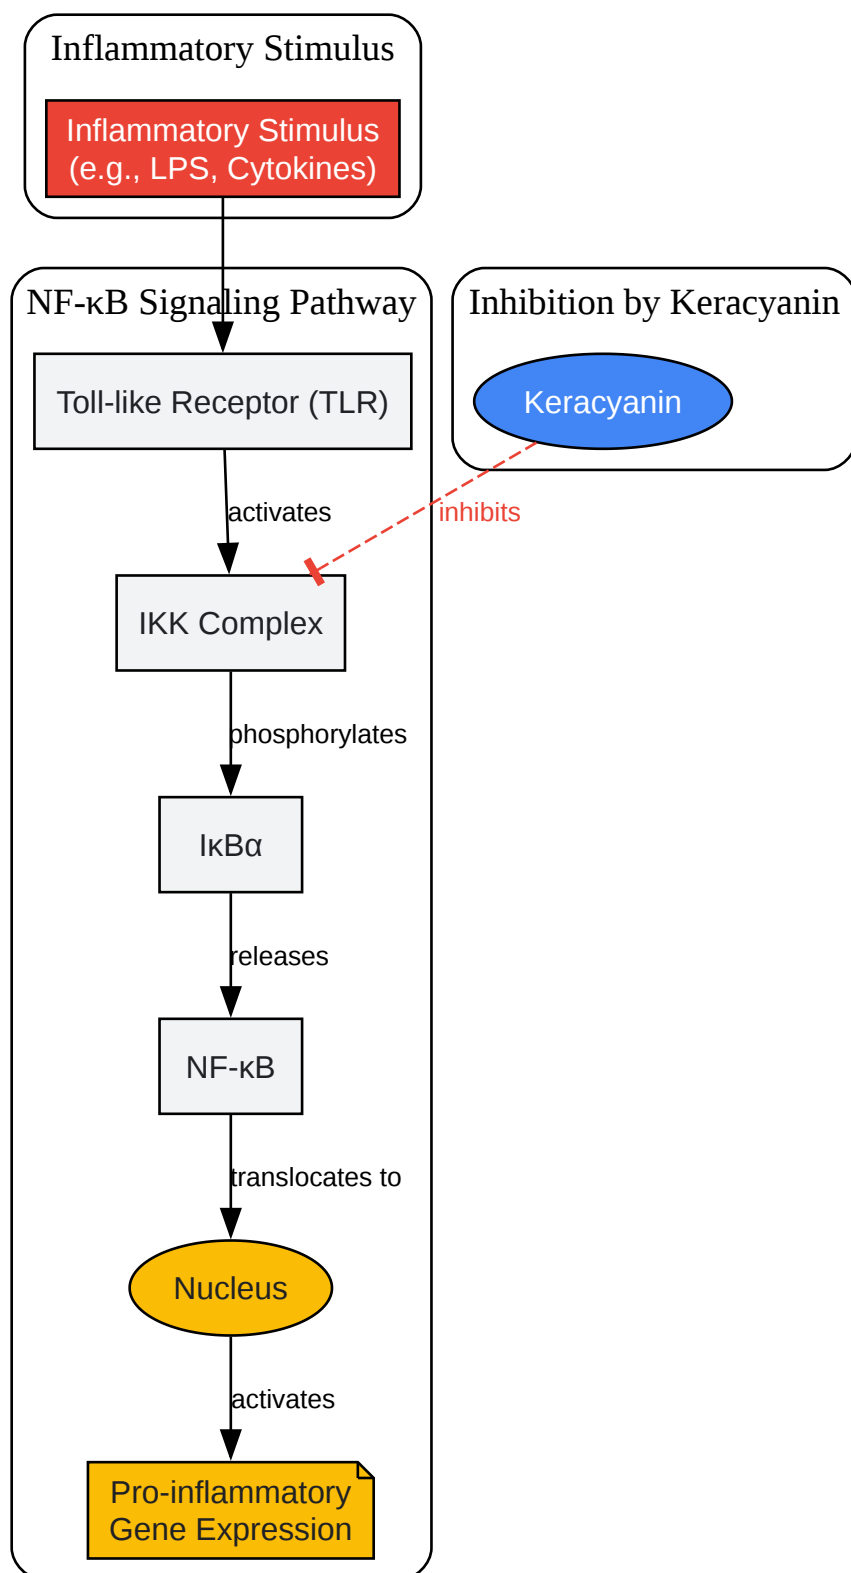 Inflammatory Stimulus
Inflammatory Stimulus
(e.g., LPS, Cytokines)
NF-κB Signaling Pathway
Inhibition by Keracyanin
Toll-like Receptor (TLR)
Keracyanin
activates
inhibits
IKK Complex
phosphorylates
IκBα
releases
NF-κB
translocates to
Nucleus
activates
Pro-inflammatory
Gene Expression